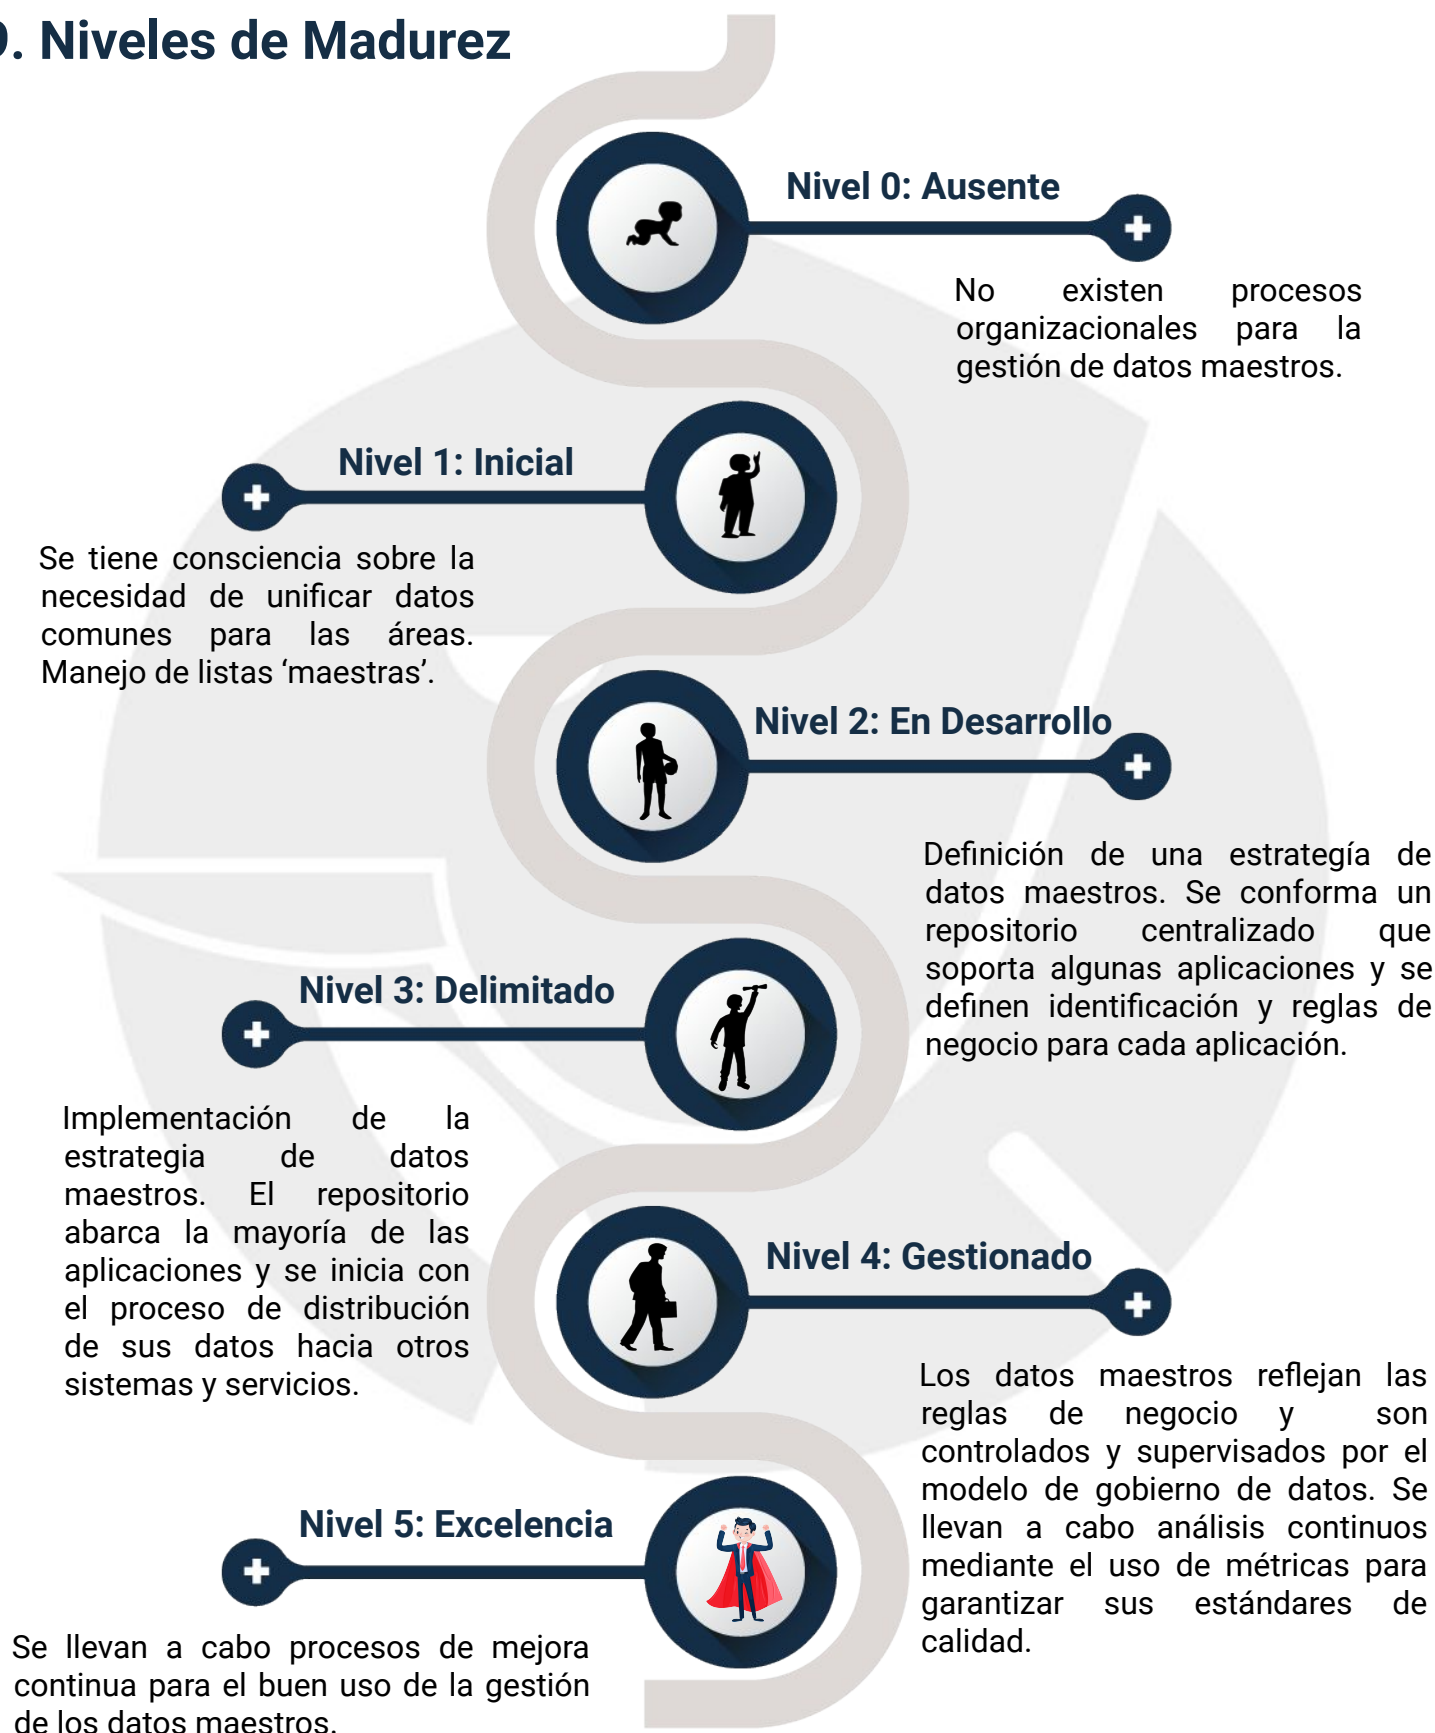 9. Niveles de Madurez
Nivel 0: Ausente
No existen procesos
organizacionales para la
gestión de datos maestros.
Nivel 1: Inicial
Se tiene consciencia sobre la
necesidad de unificar datos
comunes para las áreas.
Manejo de listas ‘maestras’.
Nivel 2: En Desarrollo
Definición de una estrategía de
datos maestros. Se conforma un
repositorio centralizado que
soporta algunas aplicaciones y se
definen identificación y reglas de
negocio para cada aplicación.
Nivel 3: Delimitado
Implementación de la
estrategia de datos
maestros. El repositorio
abarca la mayoría de las
aplicaciones y se inicia con
el proceso de distribución
de sus datos hacia otros
sistemas y servicios.
Nivel 4: Gestionado
Los datos maestros reflejan las
reglas de negocio y son
controlados y supervisados por el
modelo de gobierno de datos. Se
llevan a cabo análisis continuos
mediante el uso de métricas para
garantizar sus estándares de
calidad.
Nivel 5: Excelencia
Se llevan a cabo procesos de mejora
continua para el buen uso de la gestión
de los datos maestros.